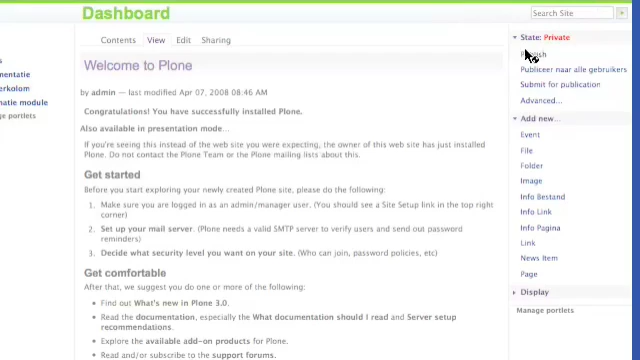 Dashboard
Search Site
Contents View Edit Sharing
Welcome to Plone
by admin — last modified Apr 07, 2008 08:46 AM
Congratulations! You have successfully installed Plone.
Also available in presentation mode...
If you're seeing this instead of the web site you were expecting, the owner of this web site has just installed
Plone. Do not contact the Plone Team or the Plone mailing lists about this.
Get started
Before you start exploring your newly created Plone site, please do the following:
1. Make sure you are logged in as an admin/manager user. (You should see a Site Setup link in the top right
corner)
2. Set up your mail server. (Plone needs a valid SMTP server to verify users and send out password
reminders)
3. Decide what security level you want on your site. (Who can join, password policies, etc)
Get comfortable
After that, we suggest you do one or more of the following:
• Find out What's new in Plone 3.0.
• Read the documentation, especially the What documentation should I read and Server setup
recommendations.
• Explore the available add-on products for Plone.
• Read and/or subscribe to the support forums.
s
mentatie
erkolom
matie module
ge portlets
State: Private
Publiceer naar alle gebruikers
Submit for publication
Advanced...
Add new...
Event
File
Folder
Image
Info Bestand
Info Link
Info Pagina
Link
News Item
Page
Display
Manage portlets